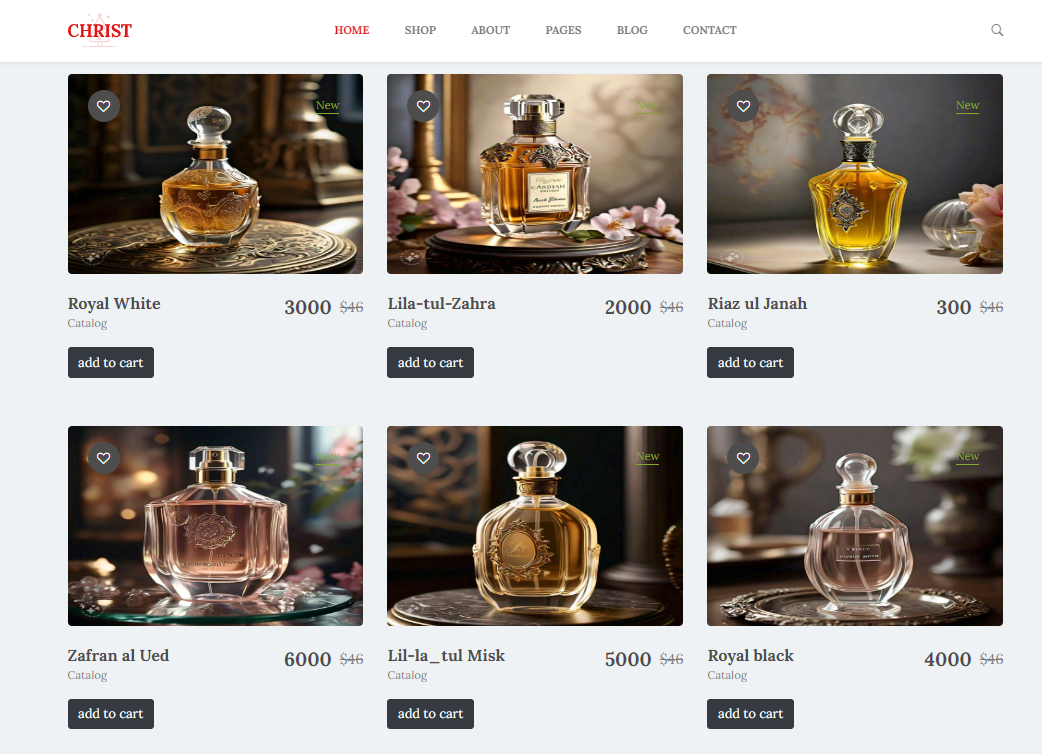 CHRIST
HOME SHOP ABOUT PAGES BLOG CONTACT
New
New
New
Royal White
3000 $46
Catalog
add to cart
Lila-tul-Zahra
2000 $46
Catalog
add to cart
Riaz ul Janah
300 $46
Catalog
add to cart
New
New
New
Zafran al Ued
6000 $46
Catalog
add to cart
Lil-la_tul Misk
5000 $46
Catalog
add to cart
Royal black
4000 $46
Catalog
add to cart